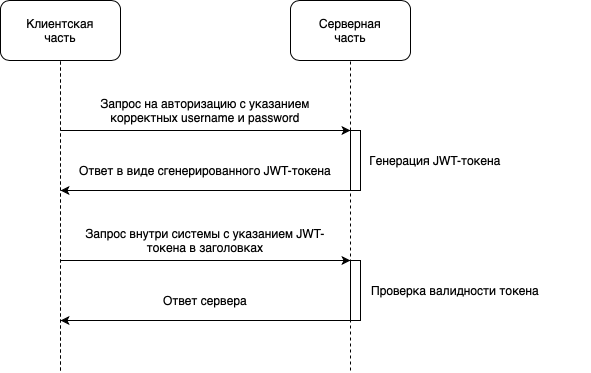 Клиентская
часть
Серверная
часть
Запрос на авторизацию с указанием
корректных username и password
Генерация JWT-токена
Ответ в виде сгенерированного JWT-токена
Запрос внутри системы с указанием JWT-
токена в заголовках
Проверка валидности токена
Ответ сервера